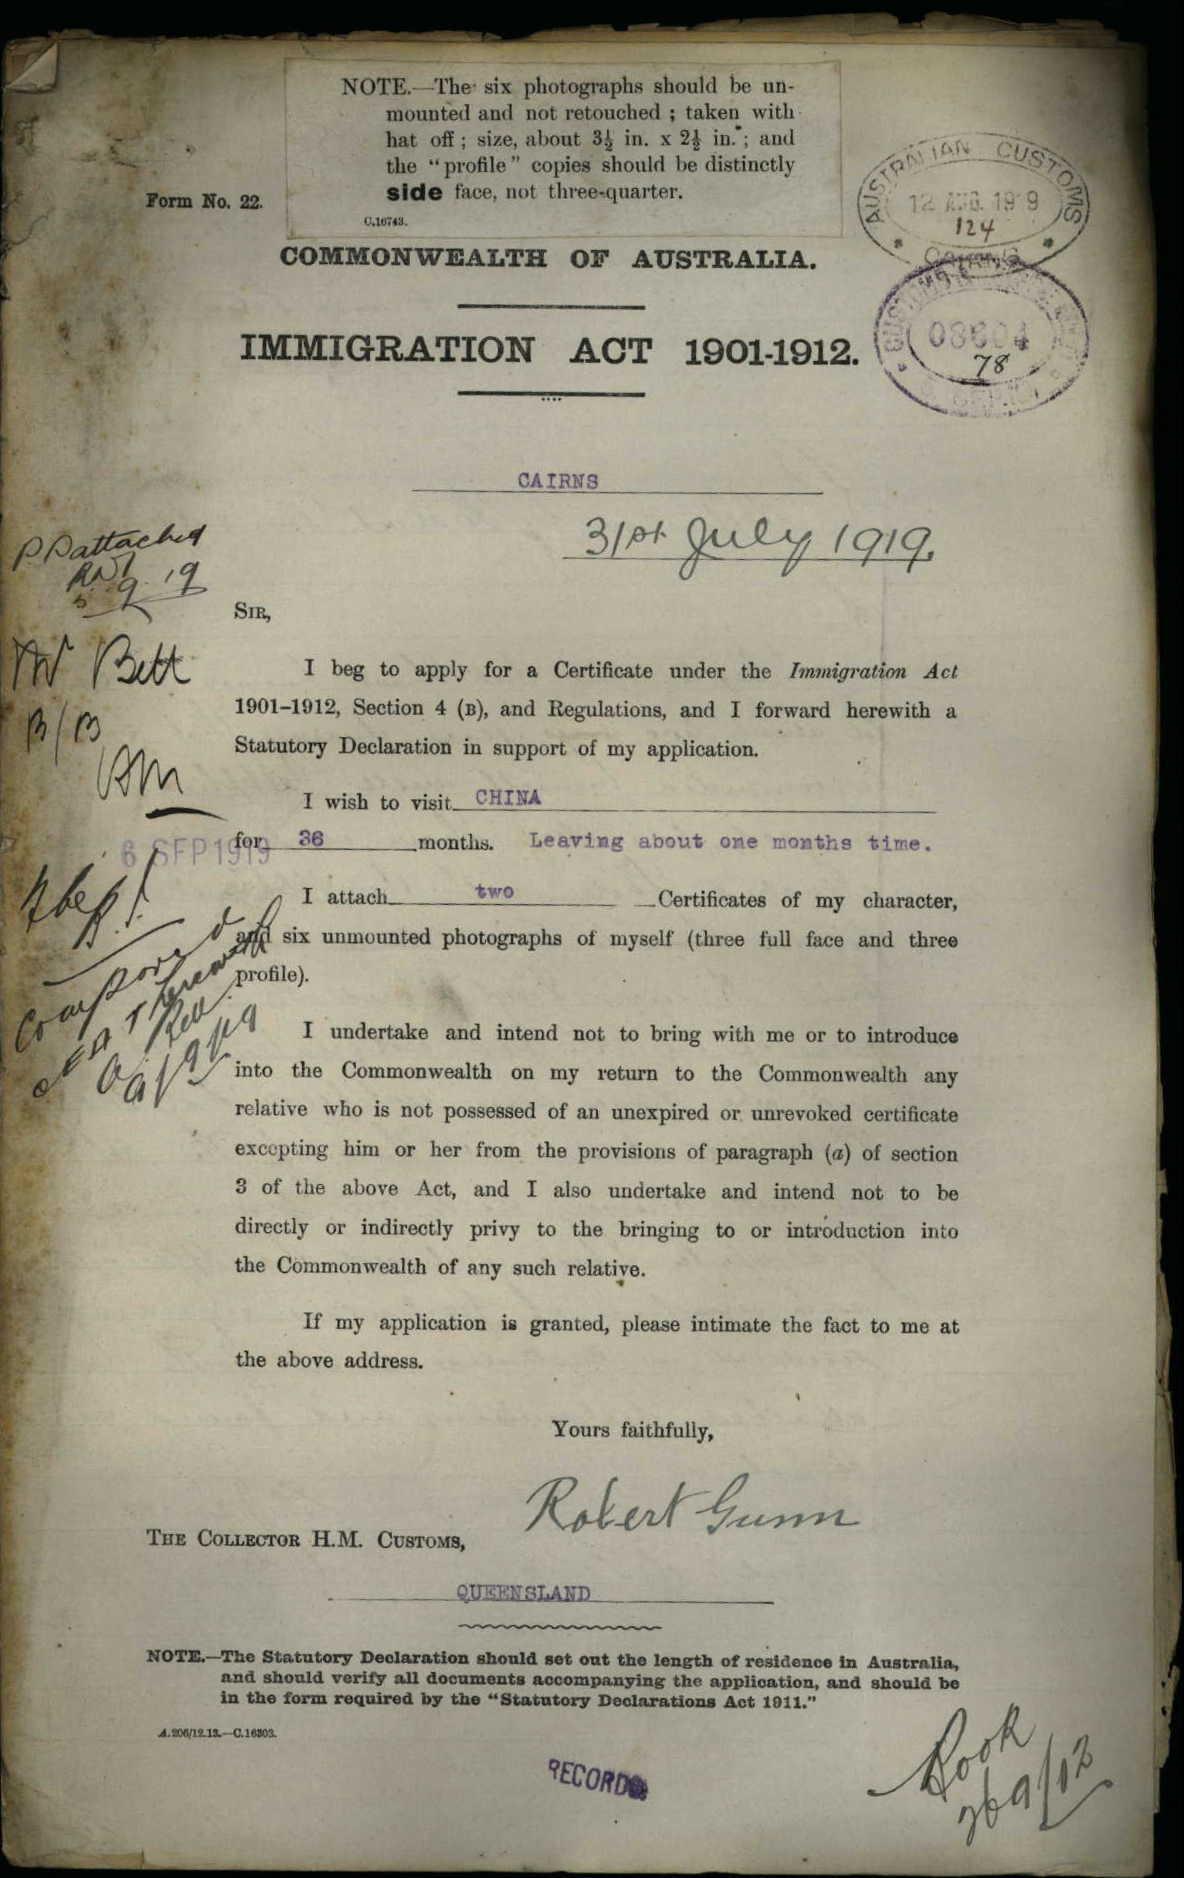 NOTE.—The six photographs should be un-
mounted and not retouched ; taken with
hat off ; size, about 3½ in. x 2½ in. ; and
the "profile" copies should be distinctly
side face, not three-quarter.
C.16743.
Form No. 22.
AUSTRALIAN CUSTOMS
12 AUG. 1919
124
CAIRNS
08604
78
COMMONWEALTH OF AUSTRALIA.
IMMIGRATION ACT 1901-1912.
CAIRNS
31st July 1919.
PP attached
9.19
Mr Bett
B/B
6 SEP 1919
SIR,
I beg to apply for a Certificate under the Immigration Act
1901-1912, Section 4 (B), and Regulations, and I forward herewith a
Statutory Declaration in support of my application.
I wish to visit CHINA
for 36 months. Leaving about one months time.
I attach two Certificates of my character,
and six unmounted photographs of myself (three full face and three
profile).
I undertake and intend not to bring with me or to introduce
into the Commonwealth on my return to the Commonwealth any
relative who is not possessed of an unexpired or unrevoked certificate
excepting him or her from the provisions of paragraph (a) of section
3 of the above Act, and I also undertake and intend not to be
directly or indirectly privy to the bringing to or introduction into
the Commonwealth of any such relative.
If my application is granted, please intimate the fact to me at
the above address.
Yours faithfully,
Robert Gunn
THE COLLECTOR H.M. CUSTOMS,
QUEENSLAND
NOTE.—The Statutory Declaration should set out the length of residence in Australia,
and should verify all documents accompanying the application, and should be
in the form required by the "Statutory Declarations Act 1911."
A.206/12.13.—C.16303.
RECORDS
Book
269/13